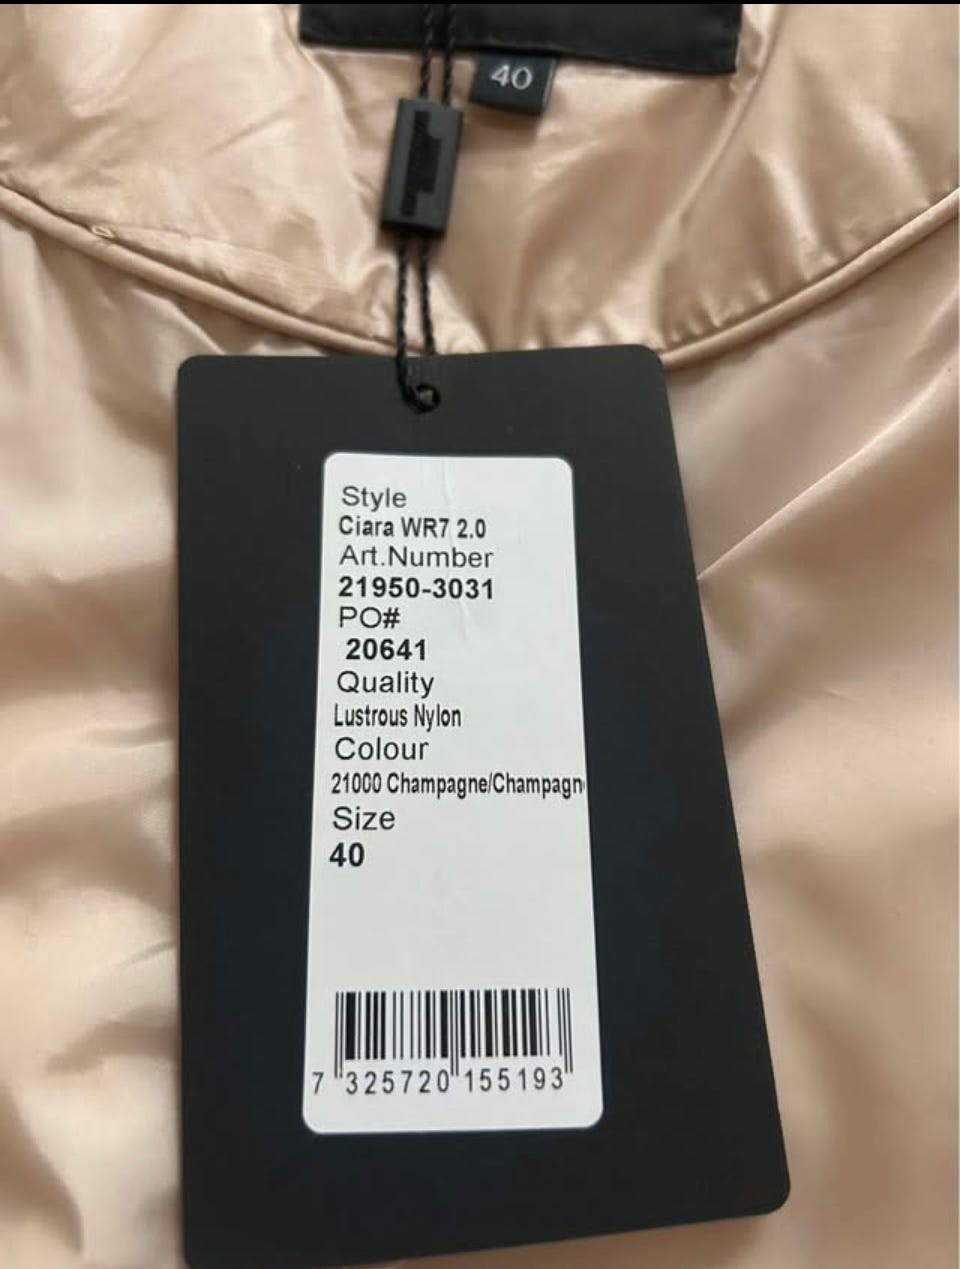 40
Style
Ciara WR7 2.0
Art.Number
21950-3031
PO#
20641
Quality
Lustrous Nylon
Colour
21000 Champagne/Champagn
Size
40
7 325720 155193